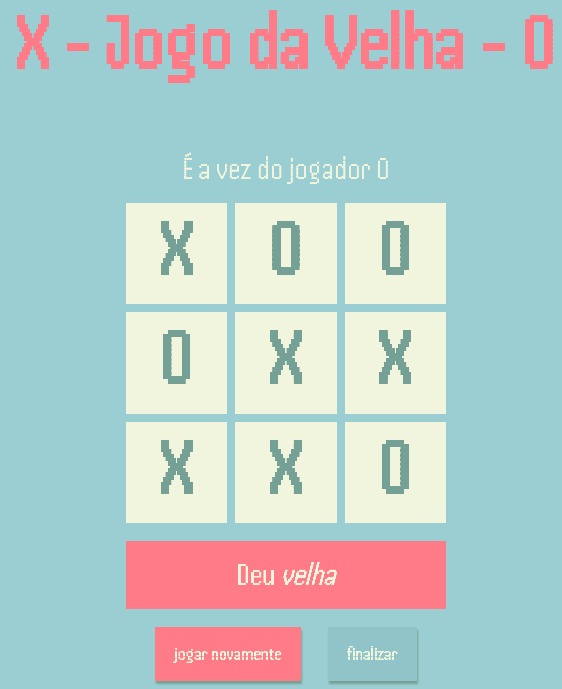 X - Jogo da Velha - O
É a vez do jogador O
X O O
O X X
X X O
Deu velha
jogar novamente finalizar